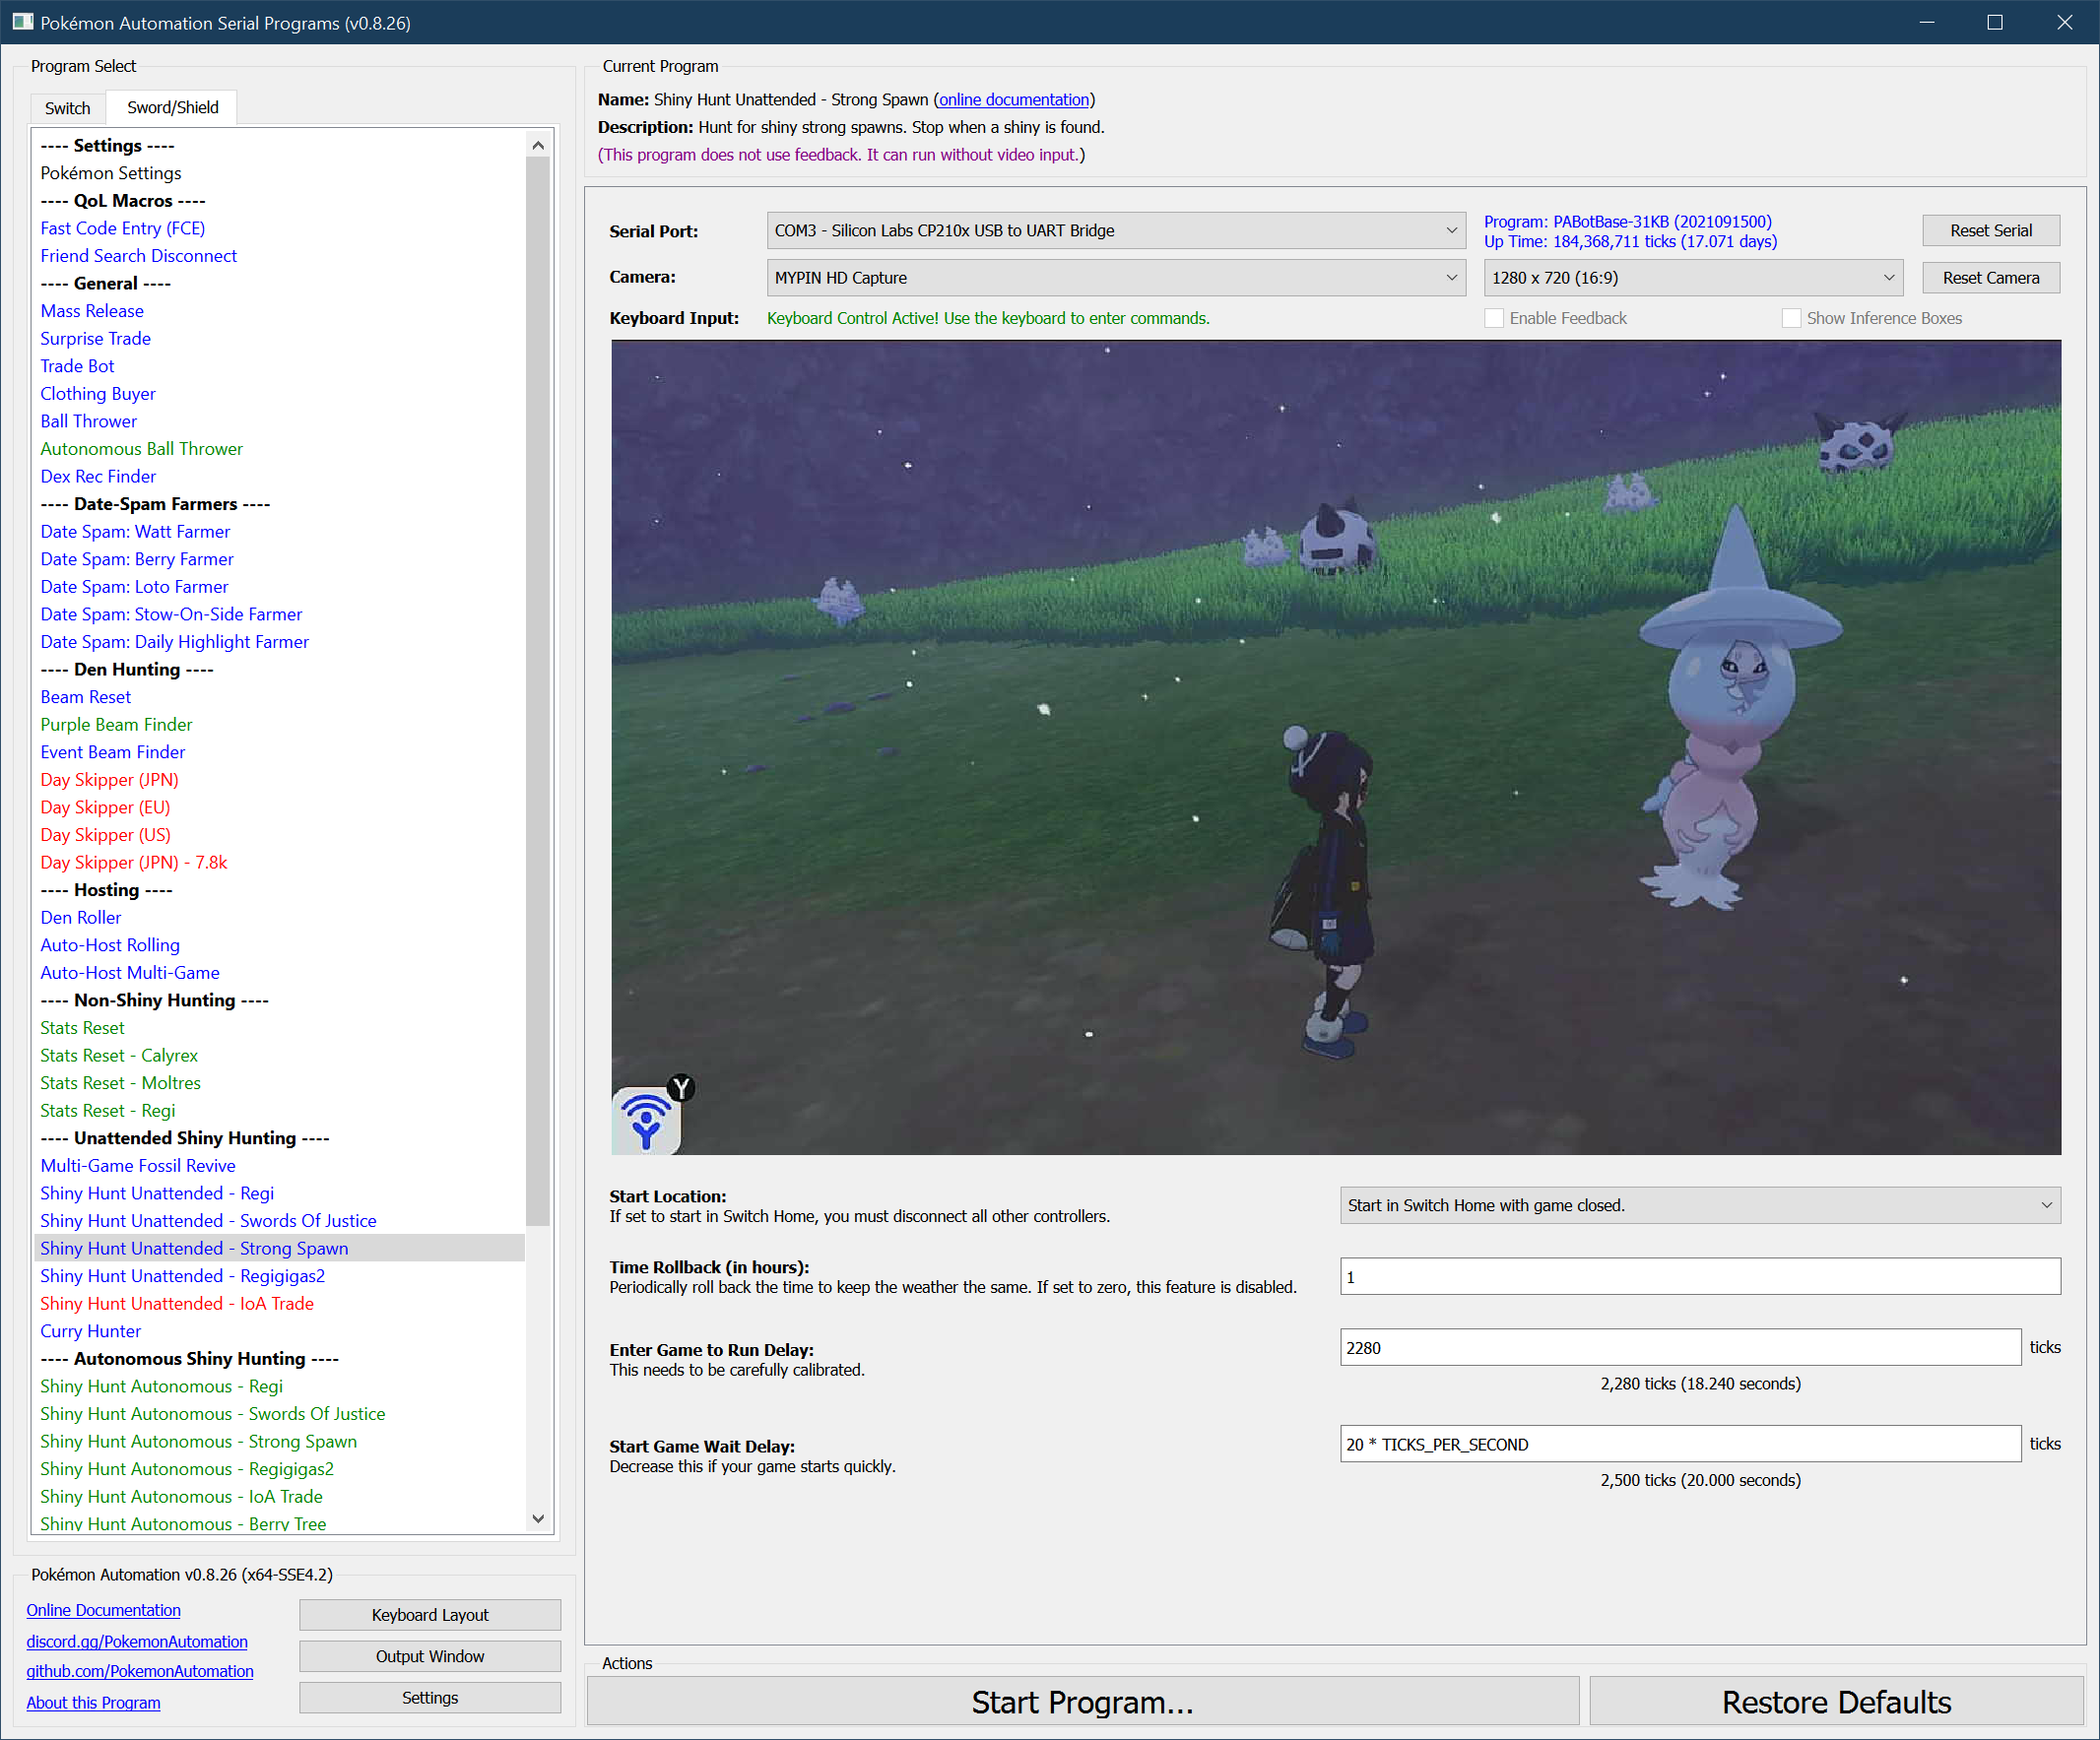 Pokémon Automation Serial Programs (v0.8.26)
Program Select
Switch
Sword/Shield
---- Settings ----
Pokémon Settings
---- QoL Macros ----
Fast Code Entry (FCE)
Friend Search Disconnect
---- General ----
Mass Release
Surprise Trade
Trade Bot
Clothing Buyer
Ball Thrower
Autonomous Ball Thrower
Dex Rec Finder
---- Date-Spam Farmers ----
Date Spam: Watt Farmer
Date Spam: Berry Farmer
Date Spam: Loto Farmer
Date Spam: Stow-On-Side Farmer
Date Spam: Daily Highlight Farmer
---- Den Hunting ----
Beam Reset
Purple Beam Finder
Event Beam Finder
Day Skipper (JPN)
Day Skipper (EU)
Day Skipper (US)
Day Skipper (JPN) - 7.8k
---- Hosting ----
Den Roller
Auto-Host Rolling
Auto-Host Multi-Game
---- Non-Shiny Hunting ----
Stats Reset
Stats Reset - Calyrex
Stats Reset - Moltres
Stats Reset - Regi
---- Unattended Shiny Hunting ----
Multi-Game Fossil Revive
Shiny Hunt Unattended - Regi
Shiny Hunt Unattended - Swords Of Justice
Shiny Hunt Unattended - Strong Spawn
Shiny Hunt Unattended - Regigigas2
Shiny Hunt Unattended - IoA Trade
Curry Hunter
---- Autonomous Shiny Hunting ----
Shiny Hunt Autonomous - Regi
Shiny Hunt Autonomous - Swords Of Justice
Shiny Hunt Autonomous - Strong Spawn
Shiny Hunt Autonomous - Regigigas2
Shiny Hunt Autonomous - IoA Trade
Shiny Hunt Autonomous - Berry Tree
Pokémon Automation v0.8.26 (x64-SSE4.2)
Online Documentation
discord.gg/PokemonAutomation
github.com/PokemonAutomation
About this Program
Keyboard Layout
Output Window
Settings
Current Program
Name: Shiny Hunt Unattended - Strong Spawn (online documentation)
Description: Hunt for shiny strong spawns. Stop when a shiny is found.
(This program does not use feedback. It can run without video input.)
Serial Port:
COM3 - Silicon Labs CP210x USB to UART Bridge
Program: PABotBase-31KB (2021091500)
Up Time: 184,368,711 ticks (17.071 days)
Reset Serial
Camera:
MYPIN HD Capture
1280 x 720 (16:9)
Reset Camera
Keyboard Input:
Keyboard Control Active! Use the keyboard to enter commands.
Enable Feedback
Show Inference Boxes
Y
Start Location:
If set to start in Switch Home, you must disconnect all other controllers.
Start in Switch Home with game closed.
Time Rollback (in hours):
Periodically roll back the time to keep the weather the same. If set to zero, this feature is disabled.
1
Enter Game to Run Delay:
This needs to be carefully calibrated.
2280
ticks
2,280 ticks (18.240 seconds)
Start Game Wait Delay:
Decrease this if your game starts quickly.
20 * TICKS_PER_SECOND
ticks
2,500 ticks (20.000 seconds)
Actions
Start Program...
Restore Defaults